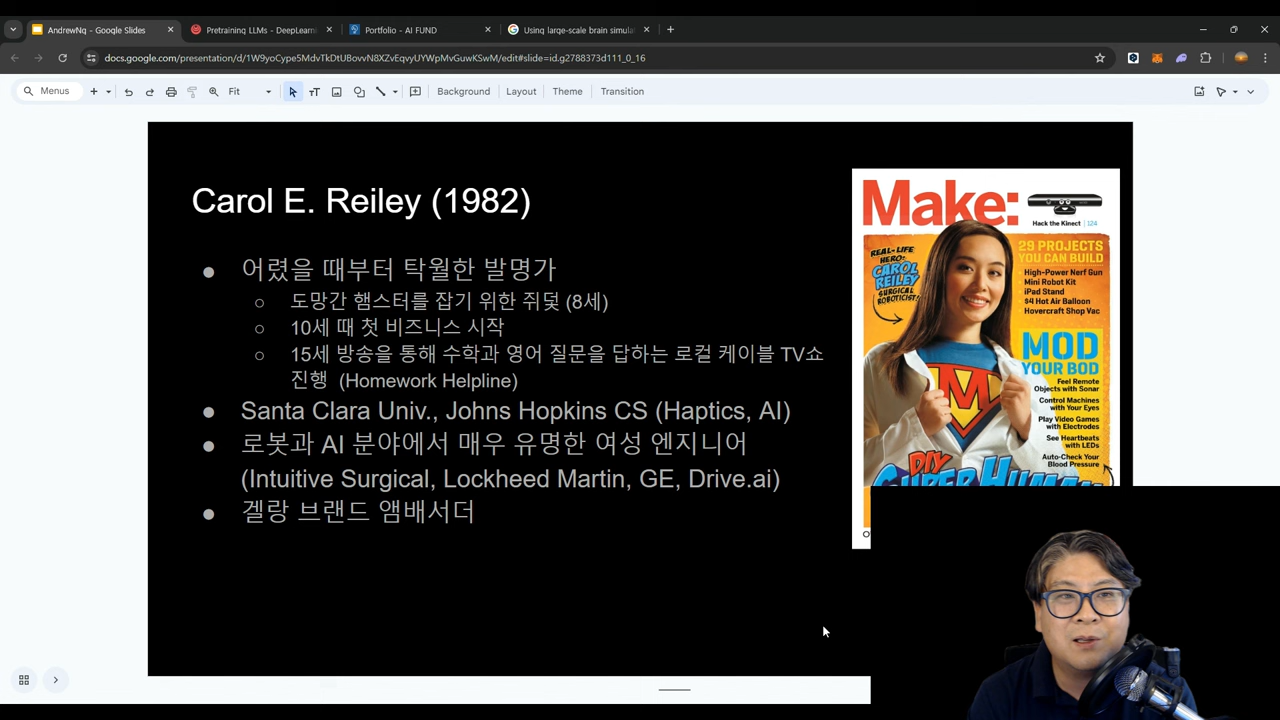 AndrewNg - Google Slides
Pretraining LLMs - DeepLearni
Portfolio - AI FUND
Using large-scale brain simulat
docs.google.com/presentation/d/1W9yoCype5MdvTkDtUBovvN8XZvEqvyUYWpMvGuwKSwM/edit#slide=id.g2788373d111_0_16
Menus
Fit
Background
Layout
Theme
Transition
Carol E. Reiley (1982)
● 어렸을 때부터 탁월한 발명가
○ 도망간 햄스터를 잡기 위한 쥐덫 (8세)
○ 10세 때 첫 비즈니스 시작
○ 15세 방송을 통해 수학과 영어 질문을 답하는 로컬 케이블 TV쇼
진행 (Homework Helpline)
● Santa Clara Univ., Johns Hopkins CS (Haptics, AI)
● 로봇과 AI 분야에서 매우 유명한 여성 엔지니어
(Intuitive Surgical, Lockheed Martin, GE, Drive.ai)
● 겔랑 브랜드 앰배서더
Make:
Hack the Kinect | 124
REAL-LIFE
HERO:
CAROL
REILEY
SURGICAL
ROBOTICIST!
29 PROJECTS
YOU CAN BUILD
High-Power Nerf Gun
Mini Robot Kit
iPad Stand
$4 Hot Air Balloon
Hovercraft Shop Vac
M
MOD
YOUR BOD
Feel Remote
Objects with Sonar
Control Machines
with Your Eyes
Play Video Games
with Electrodes
See Heartbeats
with LEDs
Auto-Check Your
Blood Pressure
DIY
SUPER HUMAN